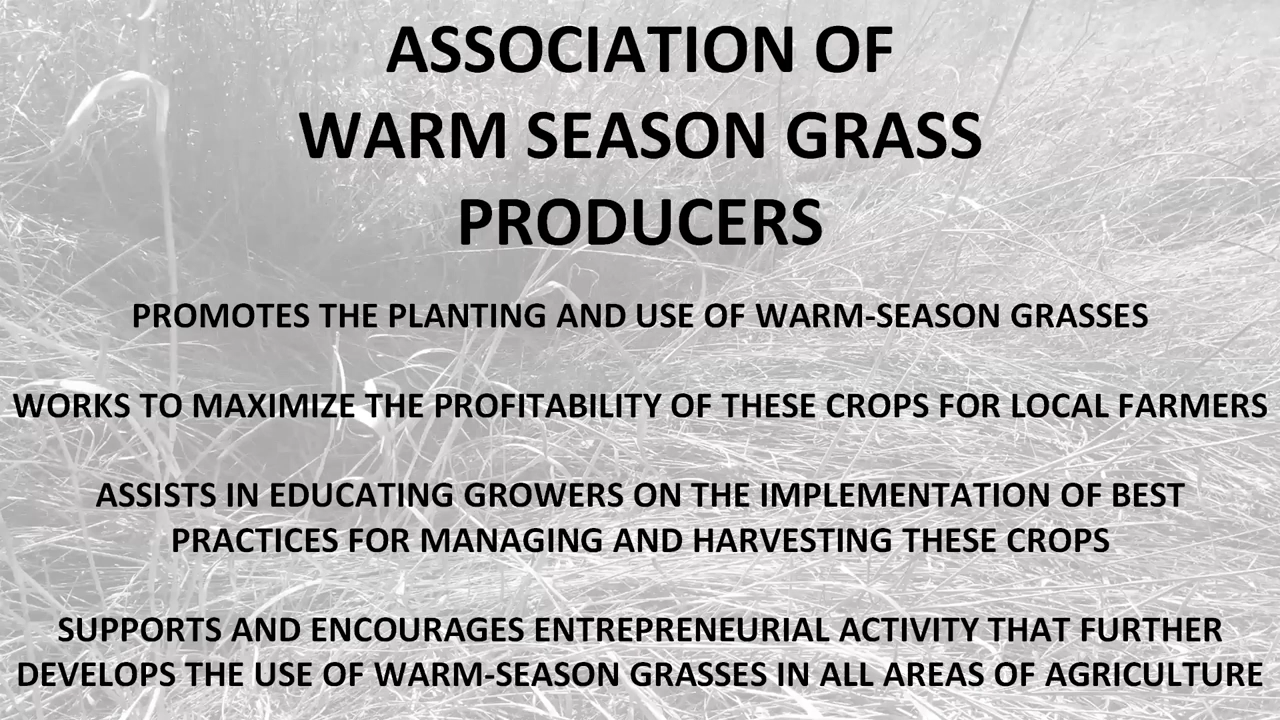 ASSOCIATION OF
WARM SEASON GRASS
PRODUCERS
PROMOTES THE PLANTING AND USE OF WARM-SEASON GRASSES
WORKS TO MAXIMIZE THE PROFITABILITY OF THESE CROPS FOR LOCAL FARMERS
ASSISTS IN EDUCATING GROWERS ON THE IMPLEMENTATION OF BEST
PRACTICES FOR MANAGING AND HARVESTING THESE CROPS
SUPPORTS AND ENCOURAGES ENTREPRENEURIAL ACTIVITY THAT FURTHER
DEVELOPS THE USE OF WARM-SEASON GRASSES IN ALL AREAS OF AGRICULTURE